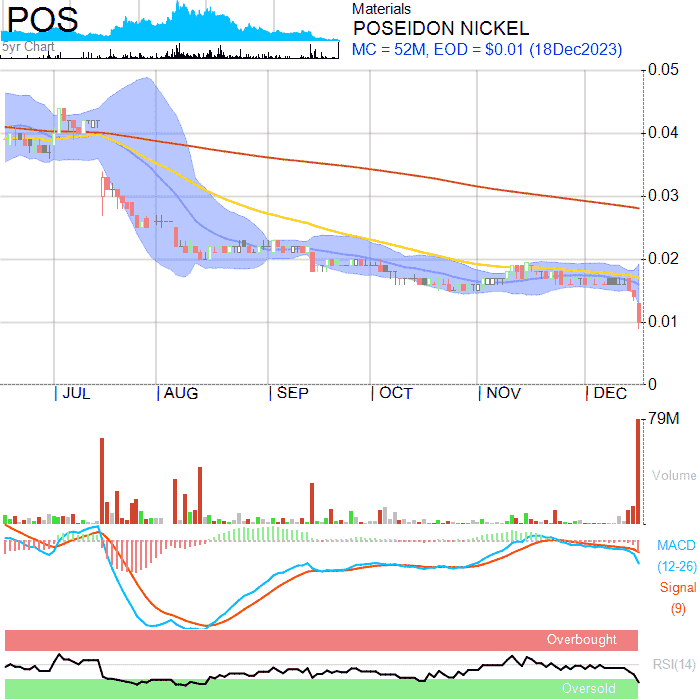 POS
5yr Chart
Materials
POSEIDON NICKEL
MC = 52M, EOD = $0.01 (18Dec2023)
0.05
0.04
0.03
0.02
0.01
0
JUL AUG SEP OCT NOV DEC
79M
Volume
MACD
(12-26)
Signal
(9)
Overbought
RSI(14)
Oversold